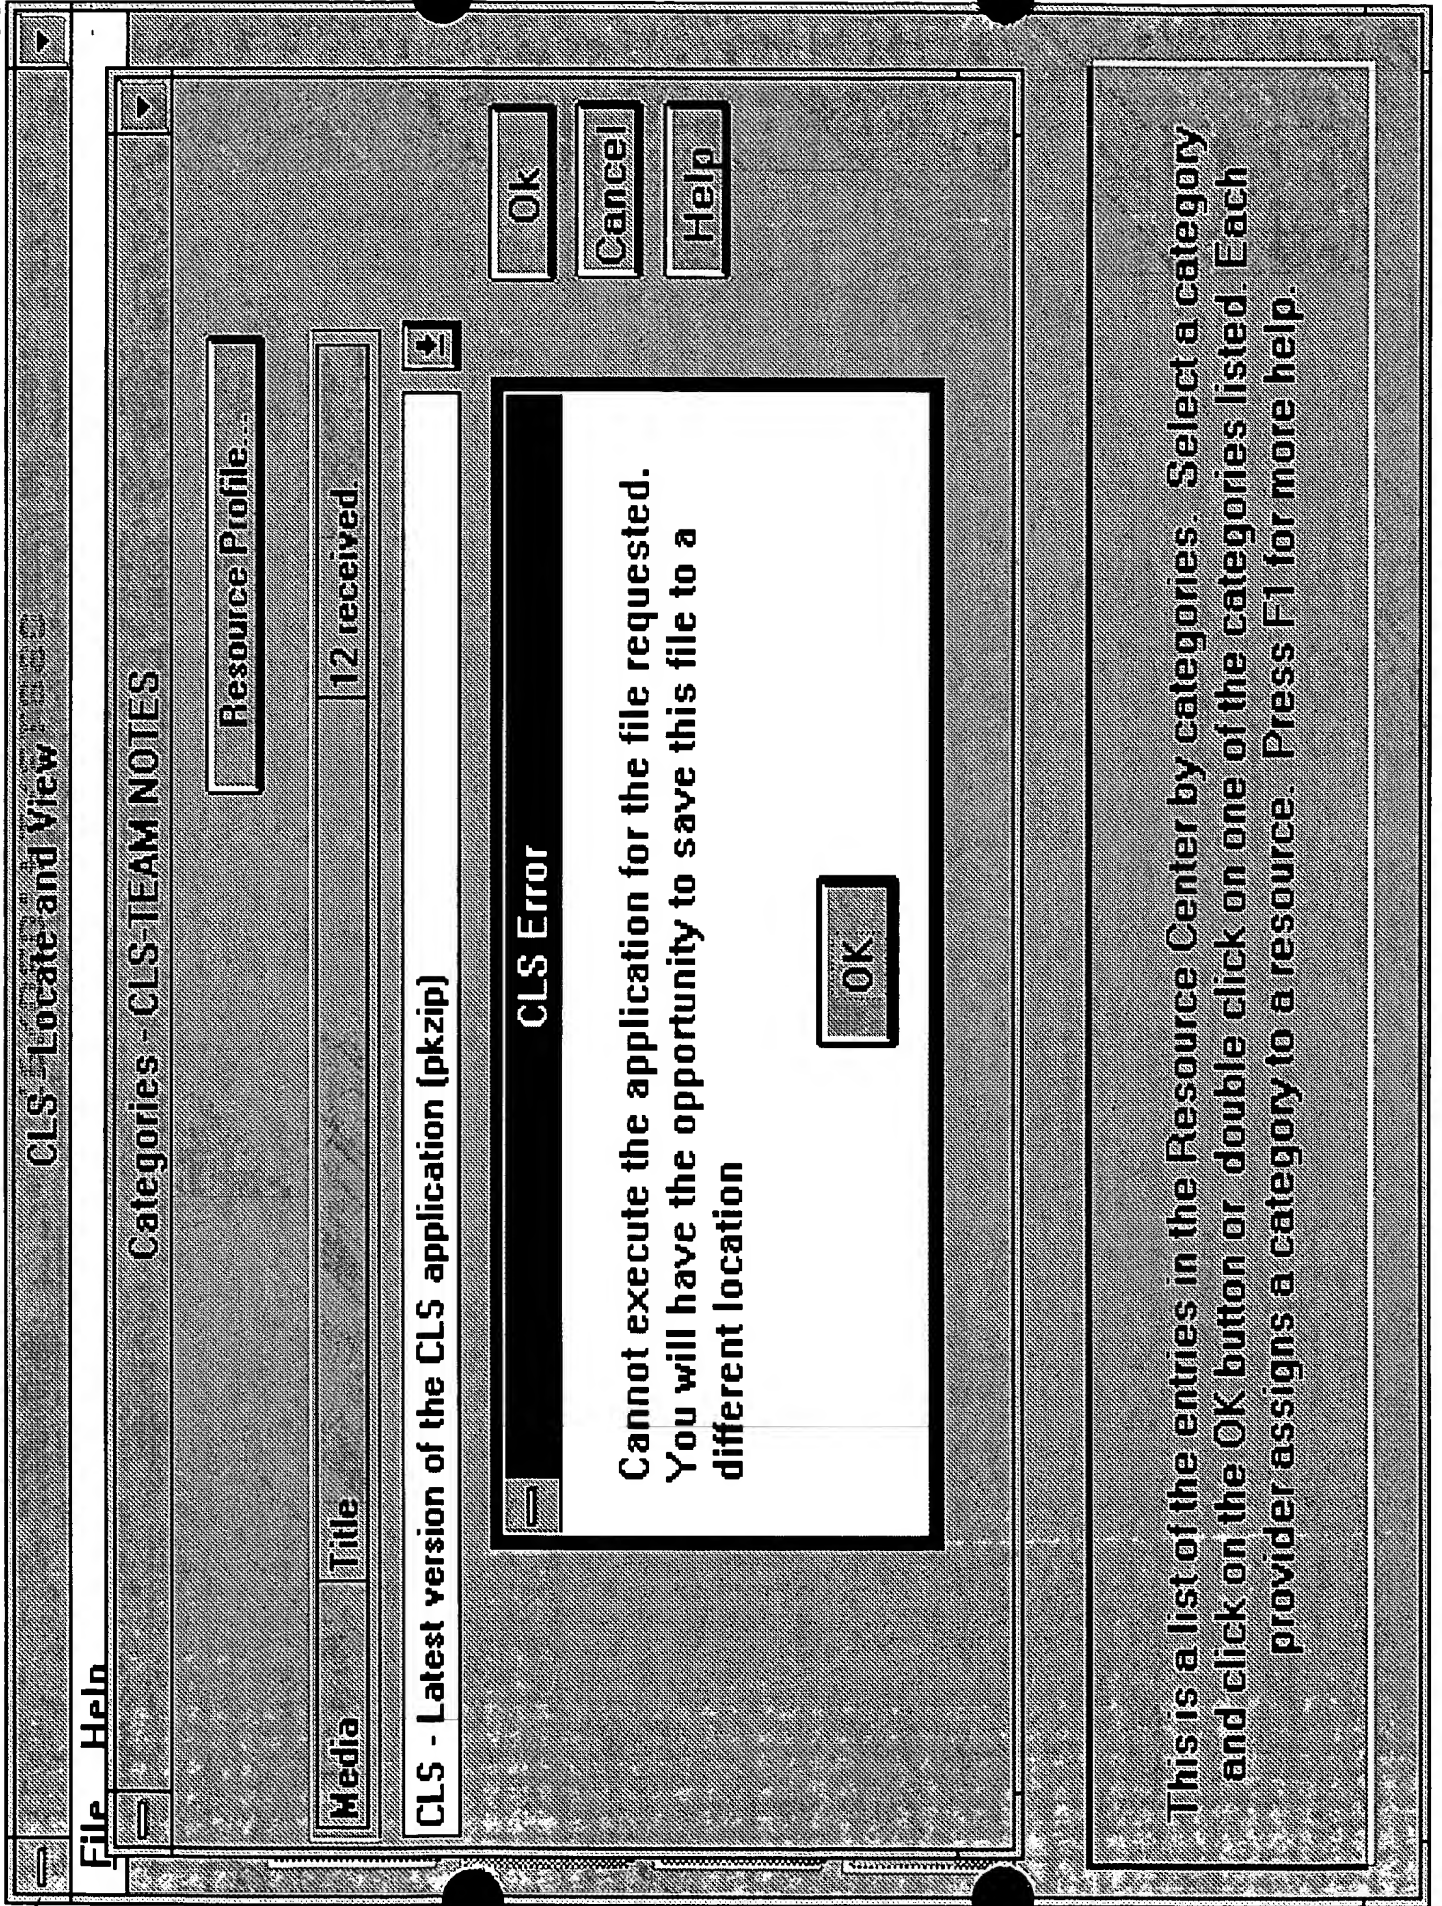 CLS - Locate and View
File Help
Categories - CLS-TEAM NOTES
Resource Profile...
Media Title 12 received.
CLS - Latest version of the CLS application (pkzip)
Ok
Cancel
Help
CLS Error
Cannot execute the application for the file requested.
You will have the opportunity to save this file to a
different location
OK
This is a list of the entries in the Resource Center by categories. Select a category
and click on the OK button or double click on one of the categories listed. Each
provider assigns a category to a resource. Press F1 for more help.